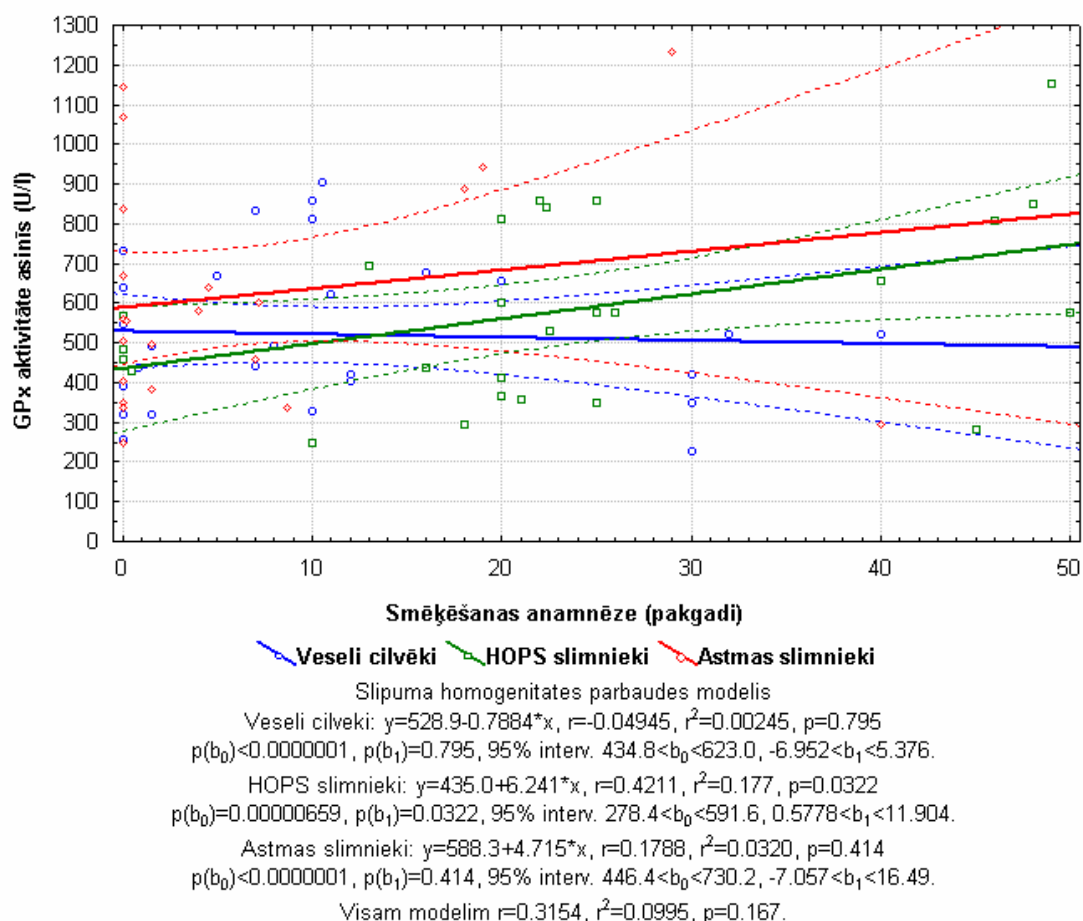 1300
1200
1100
1000
900
800
700
600
500
400
300
200
100
0
GPx aktivitāte asinīs (U/l)
0 10 20 30 40 50
Smēķēšanas anamnēze (pakgadi)
Veseli cilvēki HOPS slimnieki Astmas slimnieki
Slipuma homogenitates parbaudes modelis
Veseli cilveki: y=528.9-0.7884*x, r=-0.04945, r²=0.00245, p=0.795
p(b₀)<0.0000001, p(b₁)=0.795, 95% interv. 434.8<b₀<623.0, -6.952<b₁<5.376.
HOPS slimnieki: y=435.0+6.241*x, r=0.4211, r²=0.177, p=0.0322
p(b₀)=0.00000659, p(b₁)=0.0322, 95% interv. 278.4<b₀<591.6, 0.5778<b₁<11.904.
Astmas slimnieki: y=588.3+4.715*x, r=0.1788, r²=0.0320, p=0.414
p(b₀)<0.0000001, p(b₁)=0.414, 95% interv. 446.4<b₀<730.2, -7.057<b₁<16.49.
Visam modelim r=0.3154, r²=0.0995, p=0.167.